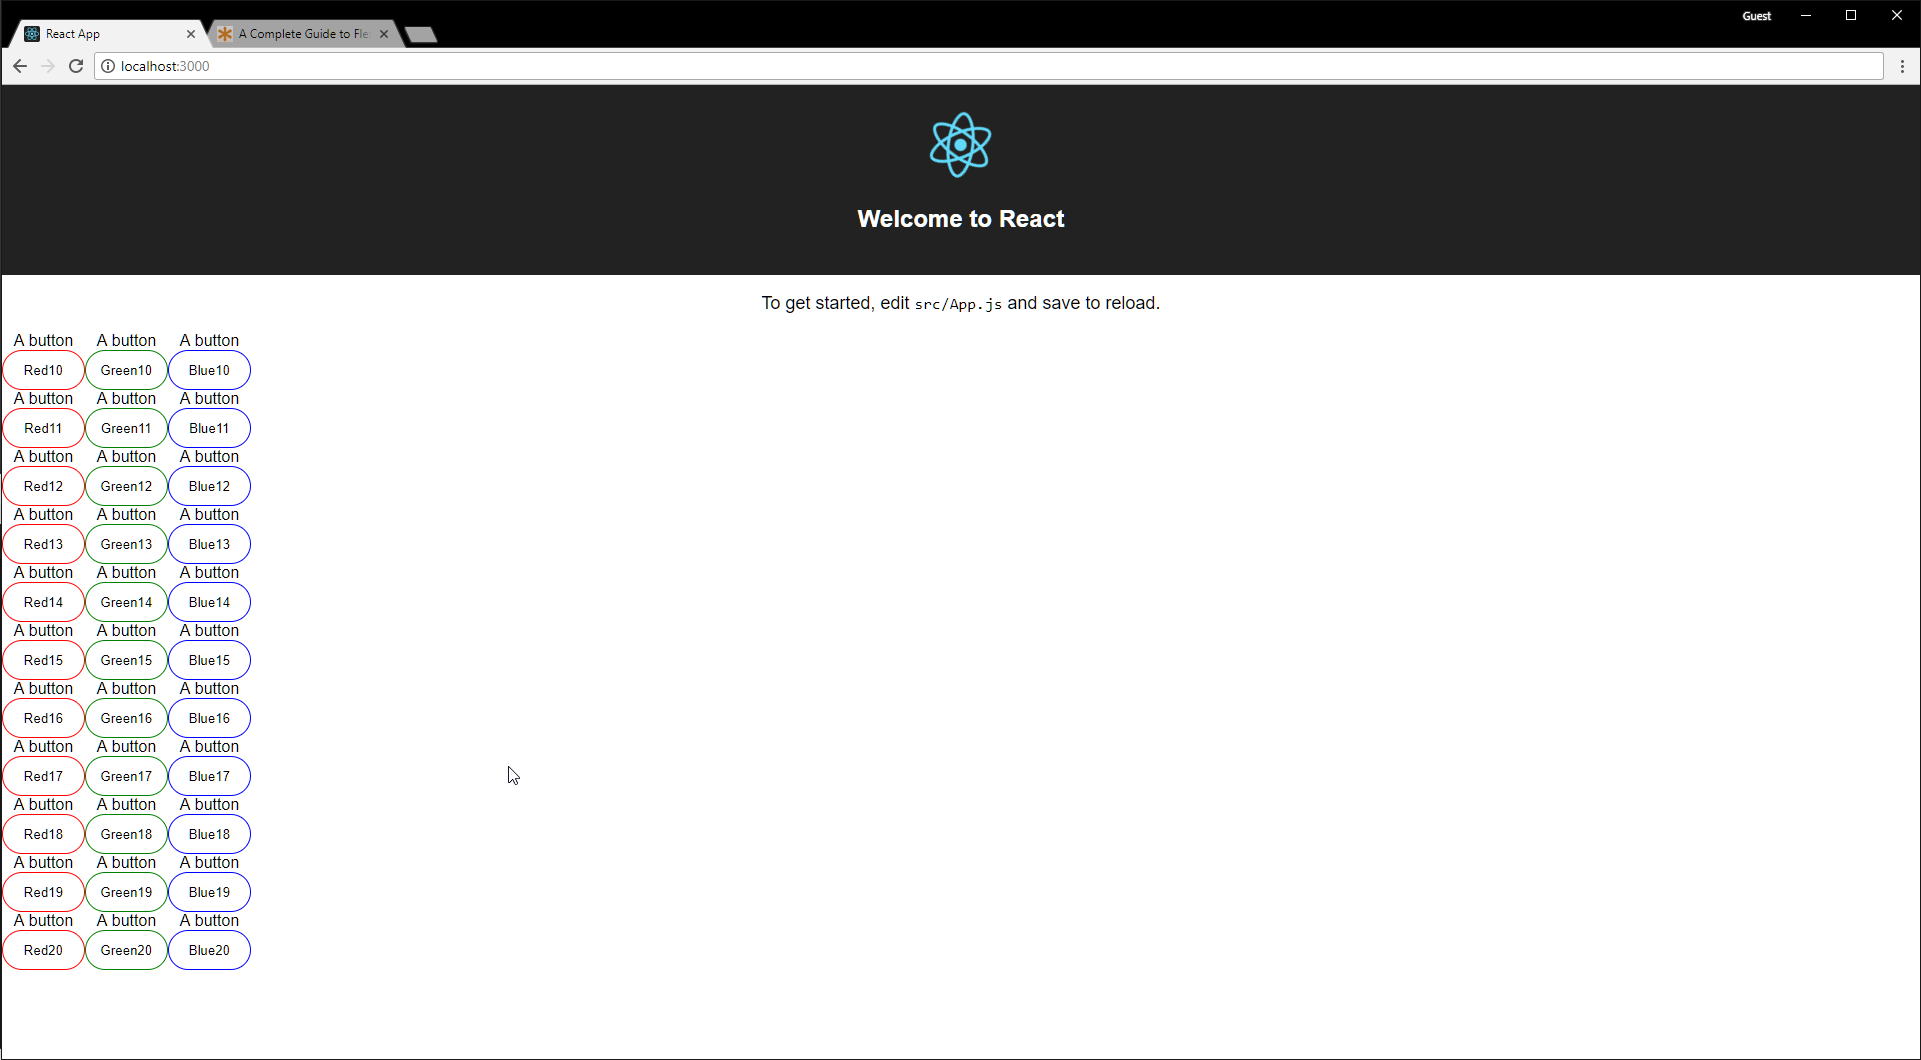 Guest
React App
A Complete Guide to Fle
localhost:3000
Welcome to React
To get started, edit src/App.js and save to reload.
A button A button A button
Red10 Green10 Blue10
A button A button A button
Red11 Green11 Blue11
A button A button A button
Red12 Green12 Blue12
A button A button A button
Red13 Green13 Blue13
A button A button A button
Red14 Green14 Blue14
A button A button A button
Red15 Green15 Blue15
A button A button A button
Red16 Green16 Blue16
A button A button A button
Red17 Green17 Blue17
A button A button A button
Red18 Green18 Blue18
A button A button A button
Red19 Green19 Blue19
A button A button A button
Red20 Green20 Blue20